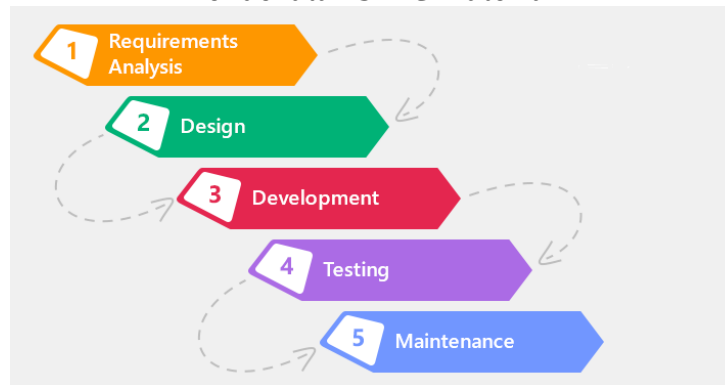 1
Requirements
Analysis
2
Design
3
Development
4
Testing
5
Maintenance